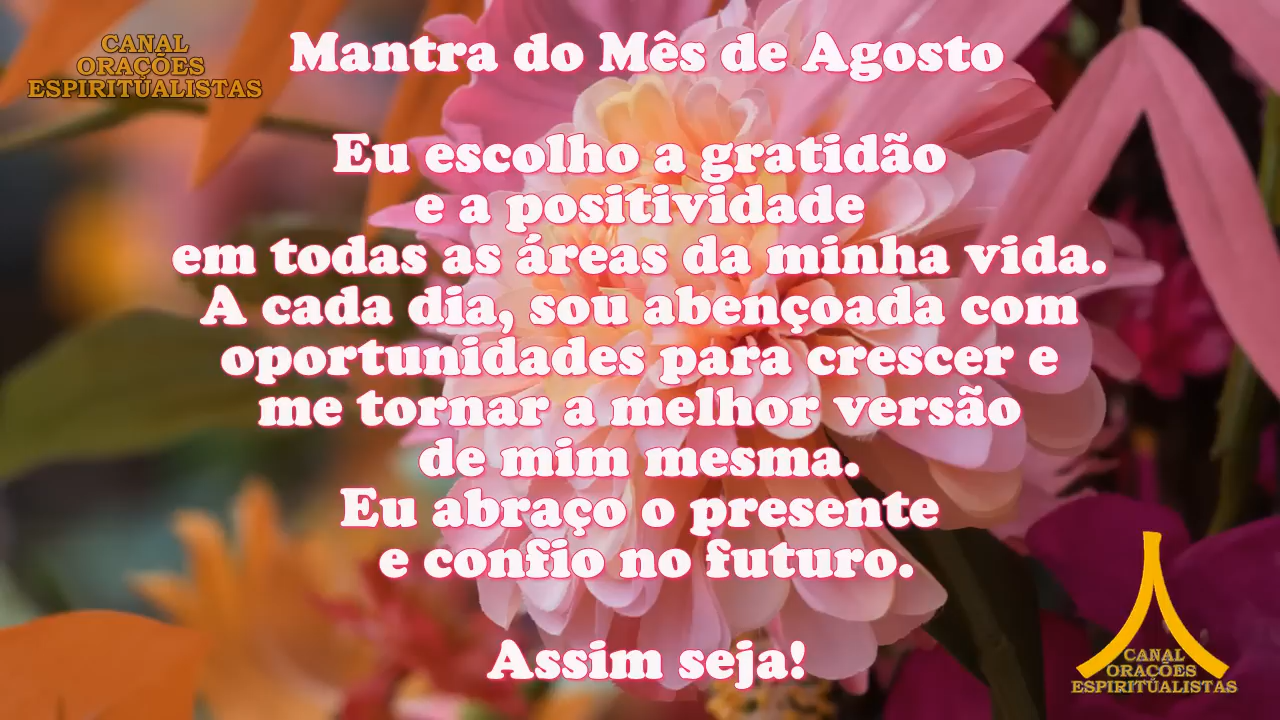 CANAL
ORAÇÕES
ESPIRITUALISTAS
Mantra do Mês de Agosto
Eu escolho a gratidão
e a positividade
em todas as áreas da minha vida.
A cada dia, sou abençoada com
oportunidades para crescer e
me tornar a melhor versão
de mim mesma.
Eu abraço o presente
e confio no futuro.
Assim seja!
CANAL
ORAÇÕES
ESPIRITUALISTAS